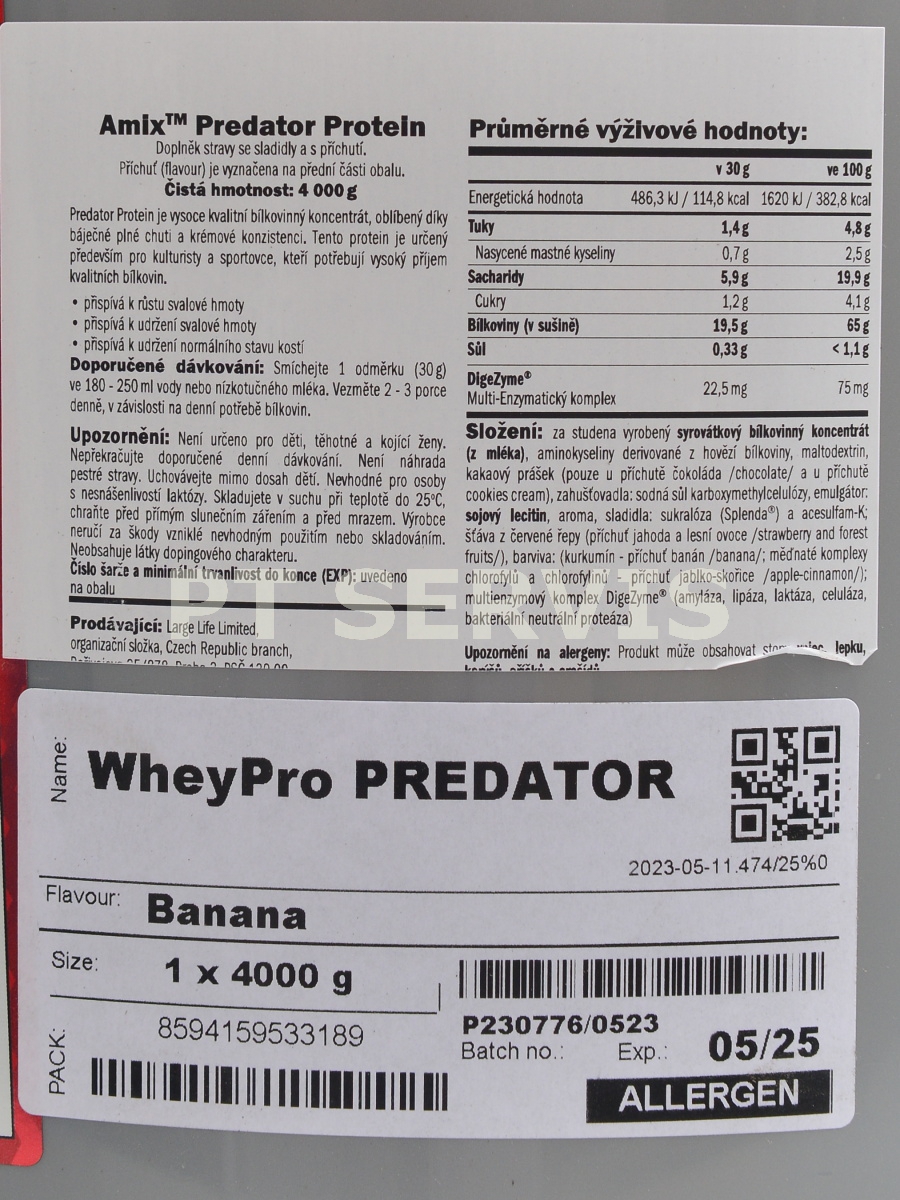 Amix™ Predator Protein
Doplněk stravy se sladidly a s příchutí.
Příchuť (flavour) je vyznačena na přední části obalu.
Čistá hmotnost: 4 000 g
Predator Protein je vysoce kvalitní bílkovinný koncentrát, oblíbený díky
báječné plné chuti a krémové konzistenci. Tento protein je určený
především pro kulturisty a sportovce, kteří potřebují vysoký příjem
kvalitních bílkovin.
• přispívá k růstu svalové hmoty
• přispívá k udržení svalové hmoty
• přispívá k udržení normálního stavu kostí
Doporučené dávkování: Smíchejte 1 odměrku (30g)
ve 180 - 250 ml vody nebo nízkotučného mléka. Vezměte 2 - 3 porce
denně, v závislosti na denní potřebě bílkovin.
Upozornění: Není určeno pro děti, těhotné a kojící ženy.
Nepřekračujte doporučené denní dávkování. Není náhrada
pestré stravy. Uchovávejte mimo dosah dětí. Nevhodné pro osoby
s nesnášenlivostí laktózy. Skladujete v suchu při teplotě do 25°C,
chraňte před přímým slunečním zářením a před mrazem. Výrobce
neručí za škody vzniklé nevhodným použitím nebo skladováním.
Neobsahuje látky dopingového charakteru.
Číslo šarže a minimální trvanlivost do konce (EXP): uvedeno
na obalu
Prodávající: Large Life Limited,
organizační složka, Czech Republic branch,
Průměrné výživové hodnoty:
v 30 g ve 100 g
Energetická hodnota 486,3 kJ / 114,8 kcal 1620 kJ / 382,8 kcal
Tuky 1,4 g 4,8 g
Nasycené mastné kyseliny 0,7 g 2,5 g
Sacharidy 5,9 g 19,9 g
Cukry 1,2 g 4,1 g
Bílkoviny (v sušině) 19,5 g 65 g
Sůl 0,33 g < 1,1 g
DigeZyme®
Multi-Enzymatický komplex 22,5 mg 75 mg
Složení: za studena vyrobený syrovátkový bílkovinný koncentrát
(z mléka), aminokyseliny derivované z hovězí bílkoviny, maltodextrin,
kakaový prášek (pouze u příchutě čokoláda /chocolate/ a u příchutě
cookies cream), zahušťovadla: sodná sůl karboxymethylcelulózy, emulgátor:
sojový lecitin, aroma, sladidla: sukralóza (Splenda®) a acesulfam-K;
šťáva z červené řepy (příchuť jahoda a lesní ovoce /strawberry and forest
fruits/), barviva: (kurkumín - příchuť banán /banana/; měďnaté komplexy
chlorofylů a chlorofylinů - příchuť jablko-skořice /apple-cinnamon/);
multienzymový komplex DigeZyme® (amyláza, lipáza, laktáza, celuláza,
bakteriální neutrální proteáza)
Upozornění na alergeny: Produkt může obsahovat lepku,
PT SERVIS
Name: WheyPro PREDATOR
2023-05-11.474/25%0
Flavour: Banana
Size: 1 x 4000 g
PACK: 8594159533189
P230776/0523
Batch no.: Exp.: 05/25
ALLERGEN